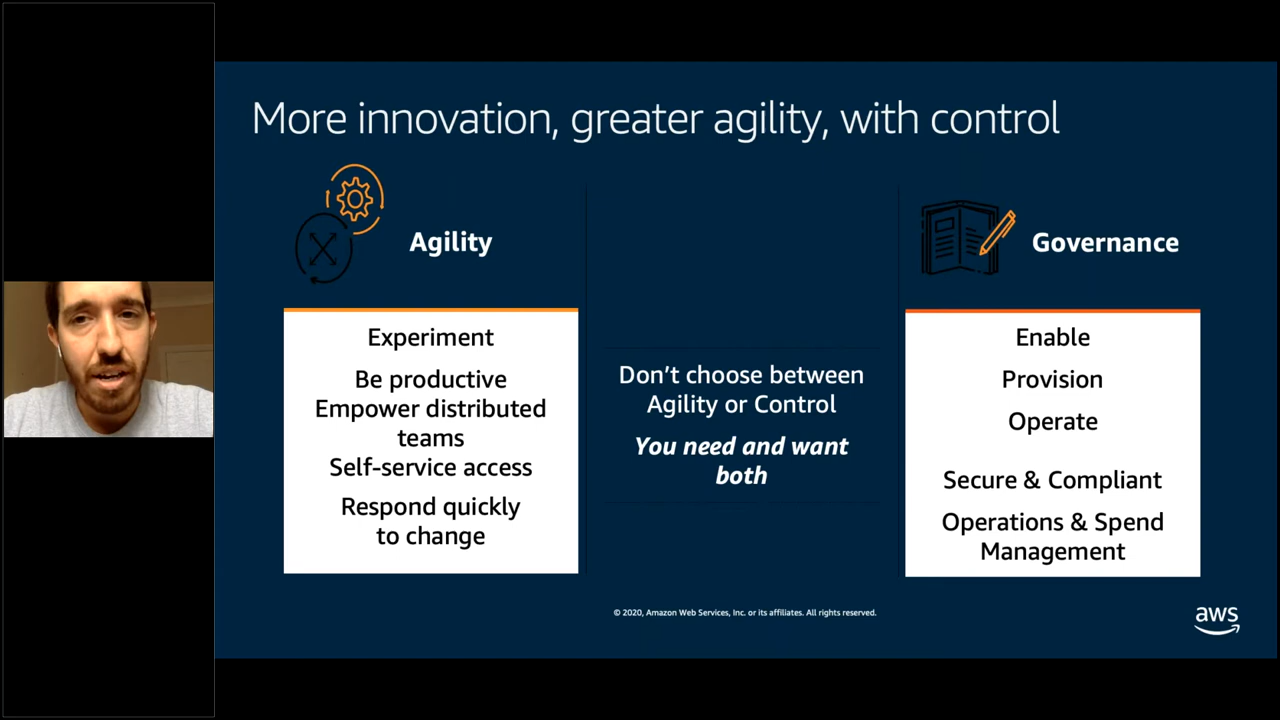 More innovation, greater agility, with control
Agility
Experiment
Be productive
Empower distributed
teams
Self-service access
Respond quickly
to change
Don't choose between
Agility or Control
You need and want
both
Governance
Enable
Provision
Operate
Secure & Compliant
Operations & Spend
Management
© 2020, Amazon Web Services, Inc. or its affiliates. All rights reserved.
aws